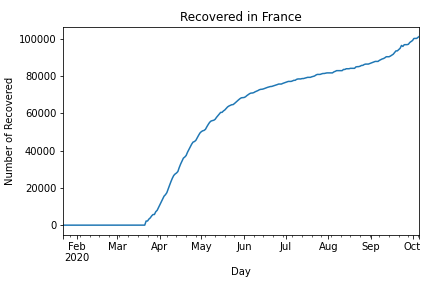 Recovered in France
Number of Recovered
100000
80000
60000
40000
20000
0
Feb Mar Apr May Jun Jul Aug Sep Oct
2020
Day